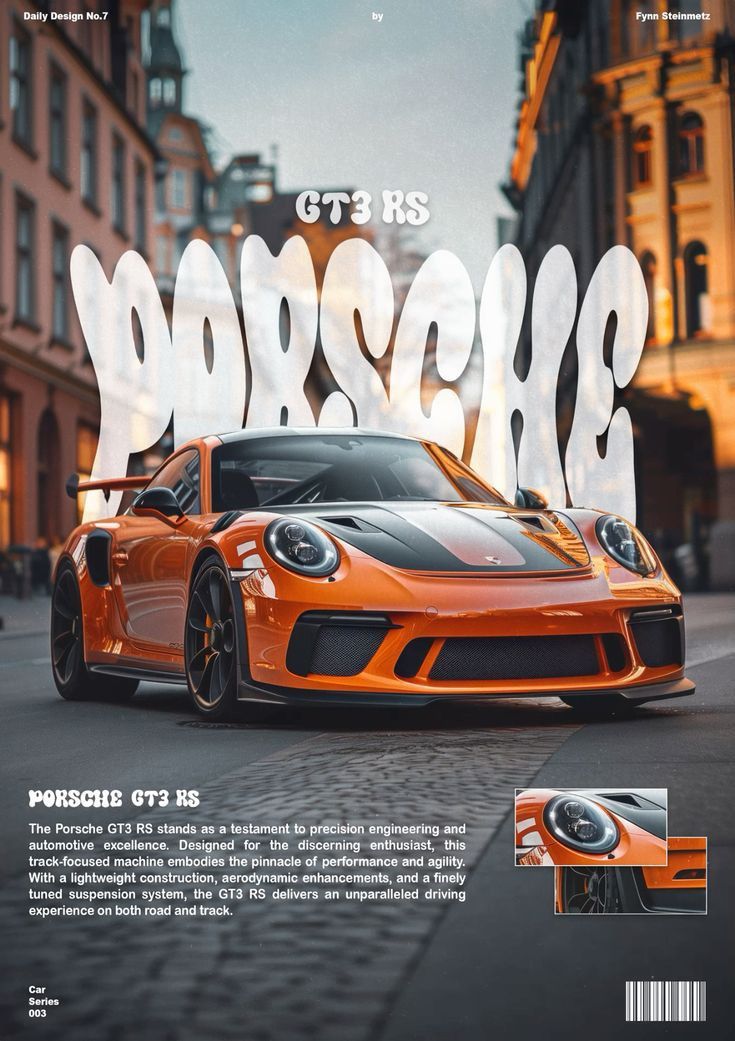 Daily Design No.7
by
Fynn Steinmetz
GT3 RS
PORSCHE
PORSCHE GT3 RS
The Porsche GT3 RS stands as a testament to precision engineering and
automotive excellence. Designed for the discerning enthusiast, this
track-focused machine embodies the pinnacle of performance and agility.
With a lightweight construction, aerodynamic enhancements, and a finely
tuned suspension system, the GT3 RS delivers an unparalleled driving
experience on both road and track.
Car
Series
003